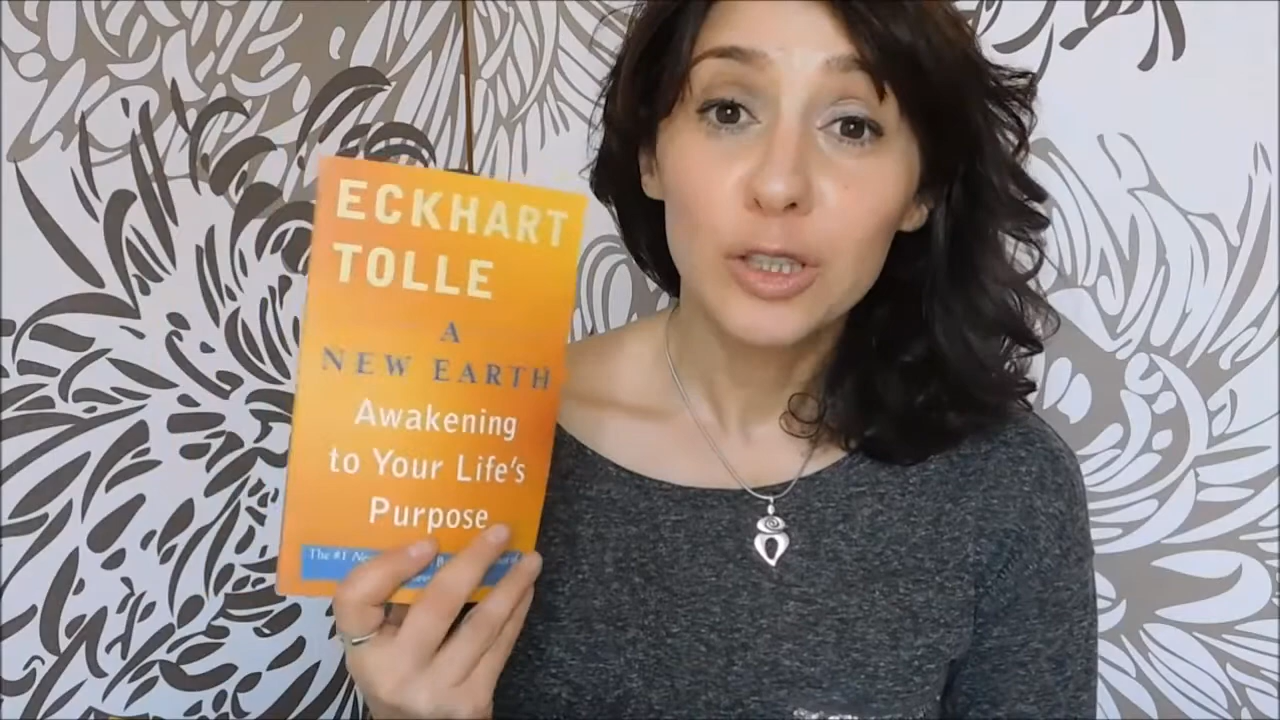 ECKHART
TOLLE
A
NEW EARTH
Awakening
to Your Life's
Purpose
The #1